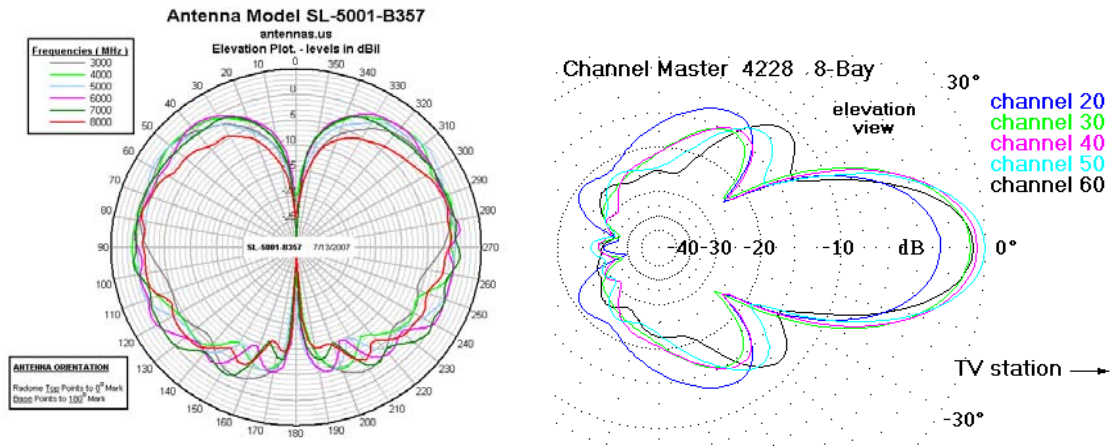 Antenna Model SL-5001-B357
antennas.us
Elevation Plot. - levels in dBil
Frequencies ( MHz )
3000
4000
5000
6000
7000
8000
0
10
20
30
40
50
60
70
80
90
100
110
120
130
140
150
160
170
180
190
200
210
220
230
240
250
260
270
280
290
300
310
320
330
340
350
0
5
10
SL-5001-B357 7/13/2007
ANTENNA ORIENTATION
Radome Top Points to 0° Mark
Base Points to 180° Mark
Channel Master 4228 8-Bay
elevation
view
30°
channel 20
channel 30
channel 40
channel 50
channel 60
-40 -30 -20 -10 dB 0°
TV station
-30°